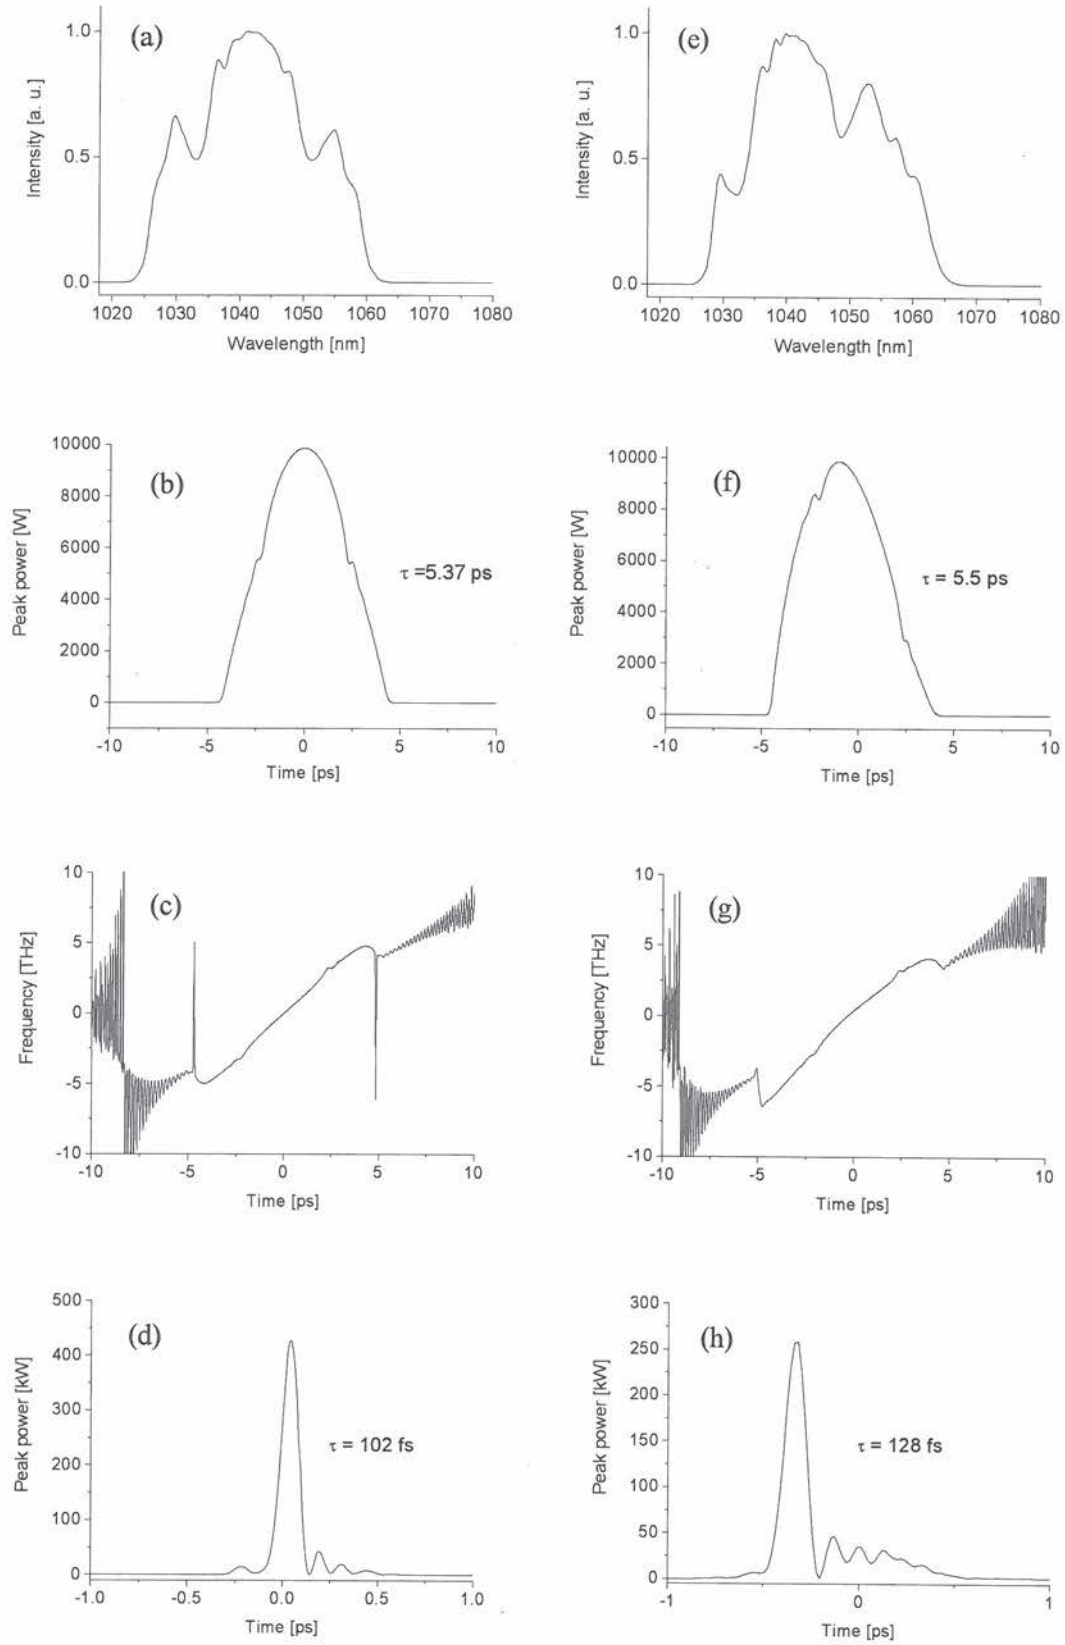 (a)
Intensity [a. u.]
1.0
0.5
0.0
1020 1030 1040 1050 1060 1070 1080
Wavelength [nm]
(e)
Intensity [a. u.]
1.0
0.5
0.0
1020 1030 1040 1050 1060 1070 1080
Wavelength [nm]
(b)
Peak power [W]
10000
8000
6000
4000
2000
0
τ =5.37 ps
-10 -5 0 5 10
Time [ps]
(f)
Peak power [W]
10000
8000
6000
4000
2000
0
τ = 5.5 ps
-10 -5 0 5 10
Time [ps]
(c)
Frequency [THz]
10
5
0
-5
-10
-10 -5 0 5 10
Time [ps]
(g)
Frequency [THz]
10
5
0
-5
-10
-10 -5 0 5 10
Time [ps]
(d)
Peak power [kW]
500
400
300
200
100
0
τ = 102 fs
-1.0 -0.5 0.0 0.5 1.0
Time [ps]
(h)
Peak power [kW]
300
250
200
150
100
50
0
τ = 128 fs
-1 0 1
Time [ps]